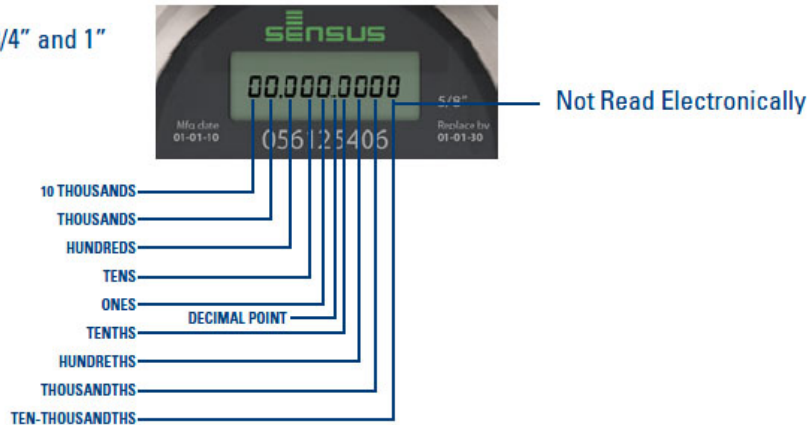 /4" and 1"
sensus
00,000.0000
5/8"
Not Read Electronically
Mfg date
01-01-10
056125406
Replace by
01-01-30
10 THOUSANDS
THOUSANDS
HUNDREDS
TENS
ONES
DECIMAL POINT
TENTHS
HUNDRETHS
THOUSANDTHS
TEN-THOUSANDTHS